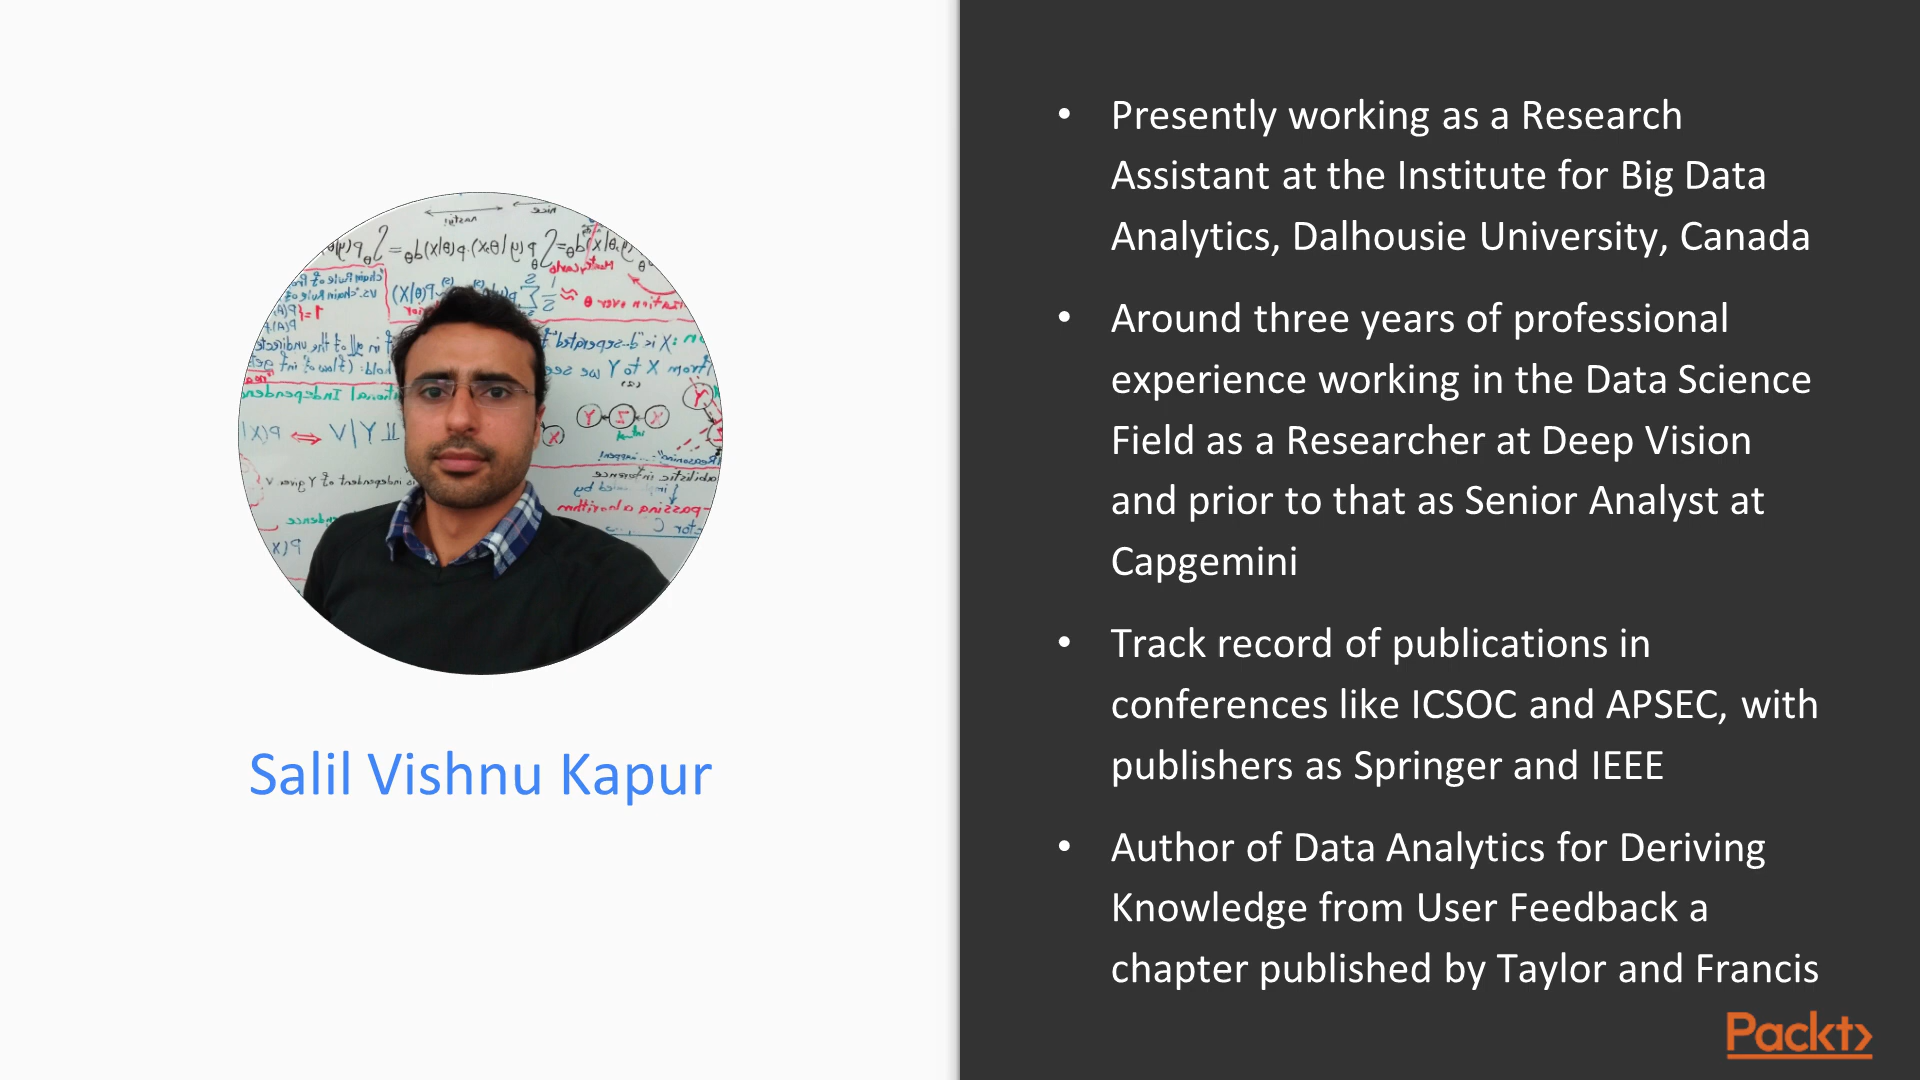 Salil Vishnu Kapur
• Presently working as a Research
Assistant at the Institute for Big Data
Analytics, Dalhousie University, Canada
• Around three years of professional
experience working in the Data Science
Field as a Researcher at Deep Vision
and prior to that as Senior Analyst at
Capgemini
• Track record of publications in
conferences like ICSOC and APSEC, with
publishers as Springer and IEEE
• Author of Data Analytics for Deriving
Knowledge from User Feedback a
chapter published by Taylor and Francis
Packt